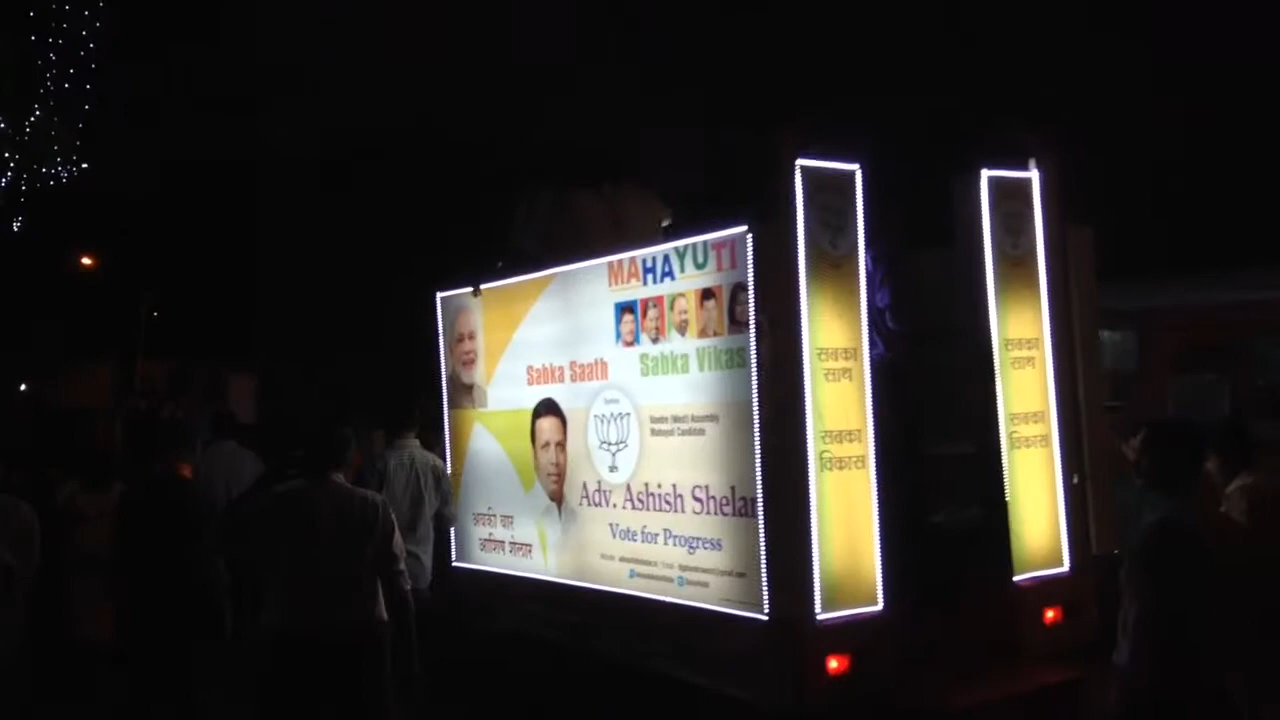 MAHAYUTI
Sabka Saath
Sabka Vikas
Vandre (West) Assembly
Mahayuti Candidate
Adv. Ashish Shelar
Vote for Progress
अबकी बार
आशिष शेलार
सबका
साथ
सबका
विकास
सबका
साथ
सबका
विकास